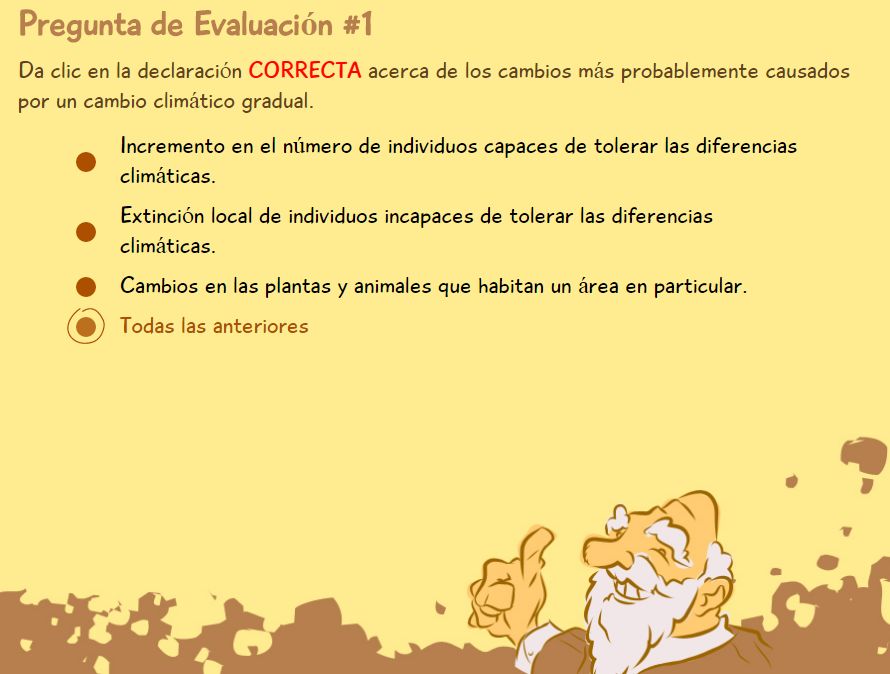 Pregunta de Evaluación #1
Da clic en la declaración CORRECTA acerca de los cambios más probablemente causados
por un cambio climático gradual.
Incremento en el número de individuos capaces de tolerar las diferencias
climáticas.
Extinción local de individuos incapaces de tolerar las diferencias
climáticas.
Cambios en las plantas y animales que habitan un área en particular.
Todas las anteriores